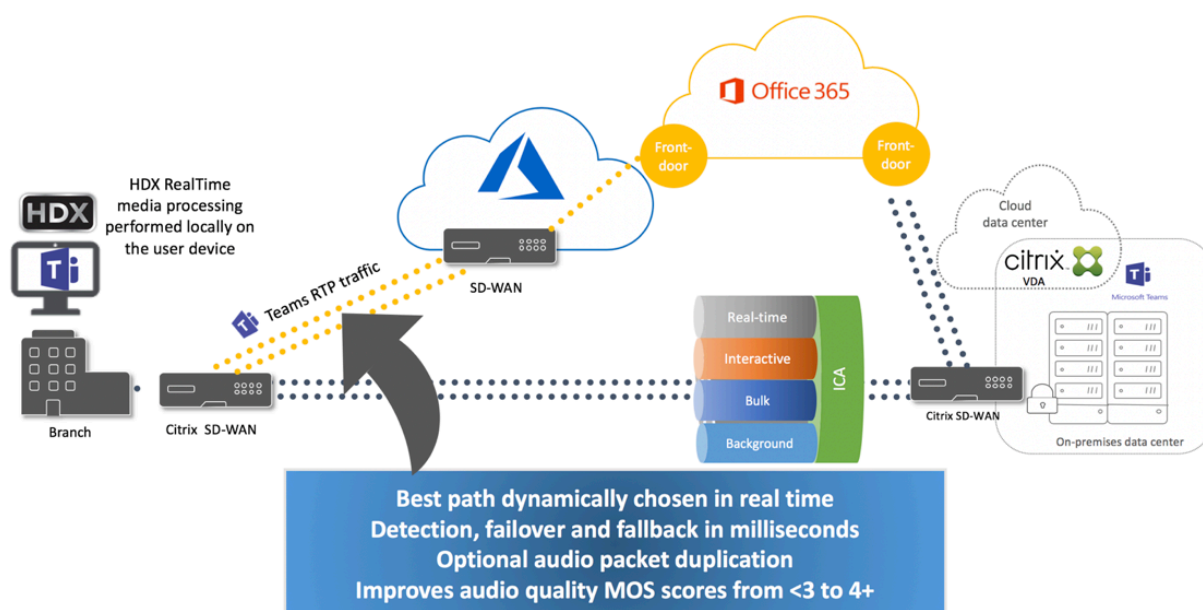 Office 365
Front-
door
Front-
door
HDX
HDX RealTime
media processing
performed locally on
the user device
Cloud
data center
citrix
VDA
Microsoft Teams
T
T
SD-WAN
T
Teams RTP traffic
Real-time
Interactive
Bulk
Background
ICA
Branch
Citrix SD-WAN
Citrix SD-WAN
On-premises data center
Best path dynamically chosen in real time
Detection, failover and fallback in milliseconds
Optional audio packet duplication
Improves audio quality MOS scores from <3 to 4+